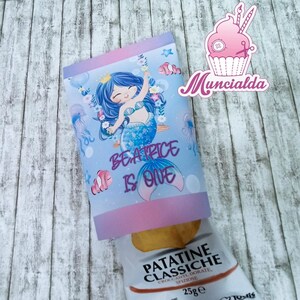 Muncialda
BEATRICE
IS ONE
PATATINE
CLASSICHE
25g e